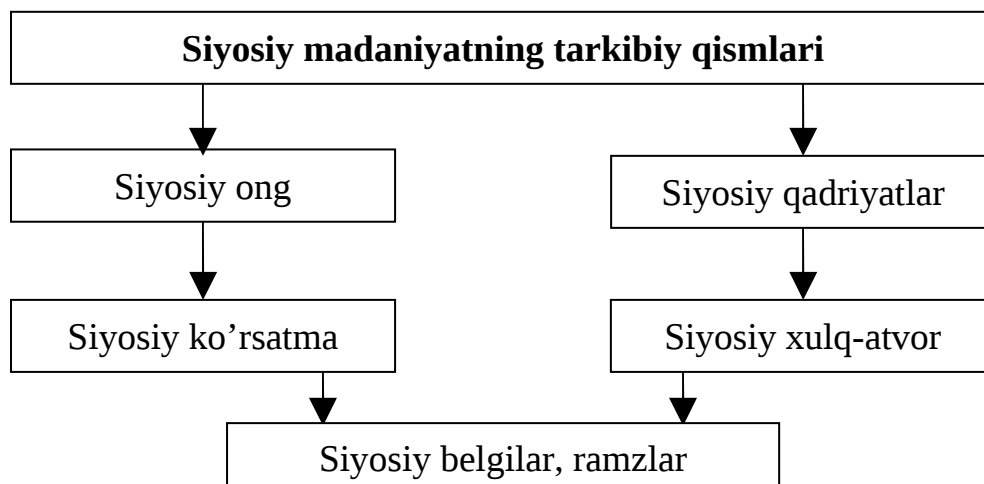 Siyosiy madaniyatning tarkibiy qismlari
Siyosiy ong
Siyosiy qadriyatlar
Siyosiy ko’rsatma
Siyosiy xulq-atvor
Siyosiy belgilar, ramzlar